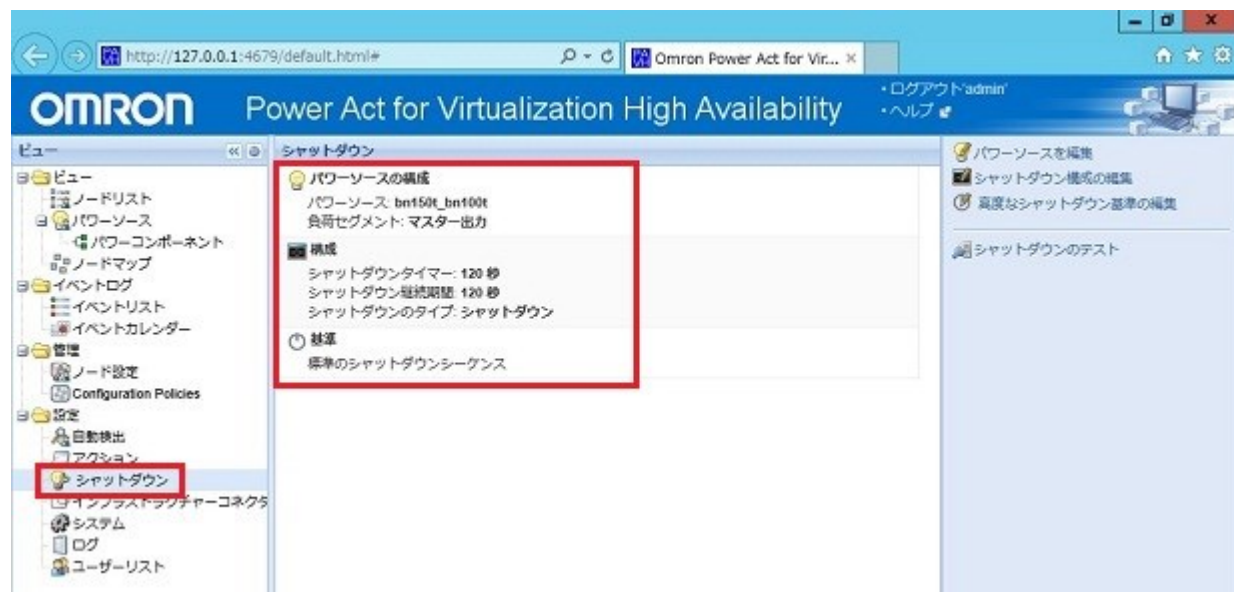 http://127.0.0.1:4679/default.html#
Omron Power Act for Vir...
OMRON
Power Act for Virtualization High Availability
・ログアウト'admin'
・ヘルプ
ビュー
ビュー
ノードリスト
パワーソース
パワーコンポーネント
ノードマップ
イベントログ
イベントリスト
イベントカレンダー
管理
ノード設定
Configuration Policies
設定
自動検出
アクション
シャットダウン
インフラストラクチャーコネクタ
システム
ログ
ユーザーリスト
シャットダウン
パワーソースの構成
パワーソース: bn150t_bn100t
負荷セグメント: マスター出力
構成
シャットダウンタイマー: 120 秒
シャットダウン継続期間: 120 秒
シャットダウンのタイプ: シャットダウン
基準
標準のシャットダウンシーケンス
パワーソースを編集
シャットダウン構成の編集
高度なシャットダウン基準の編集
シャットダウンのテスト